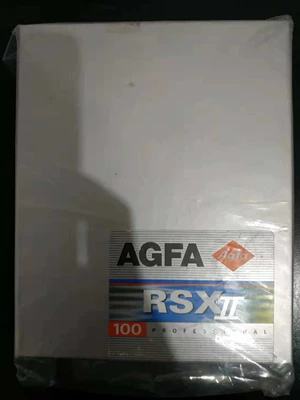 AGFA
Agfa
RSX II
100 PROFESSIONAL